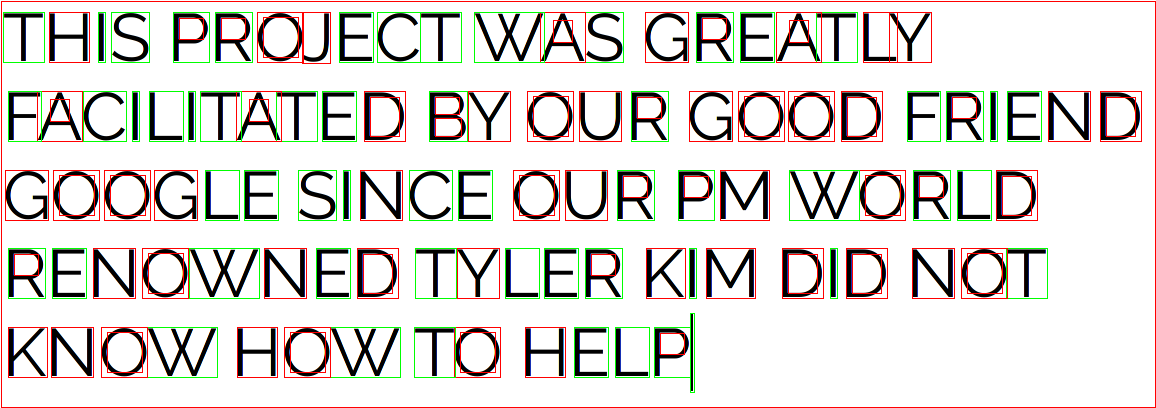 THIS PROJECT WAS GREATLY
FACILITATED BY OUR GOOD FRIEND
GOOGLE SINCE OUR PM WORLD
RENOWNED TYLER KIM DID NOT
KNOW HOW TO HELP